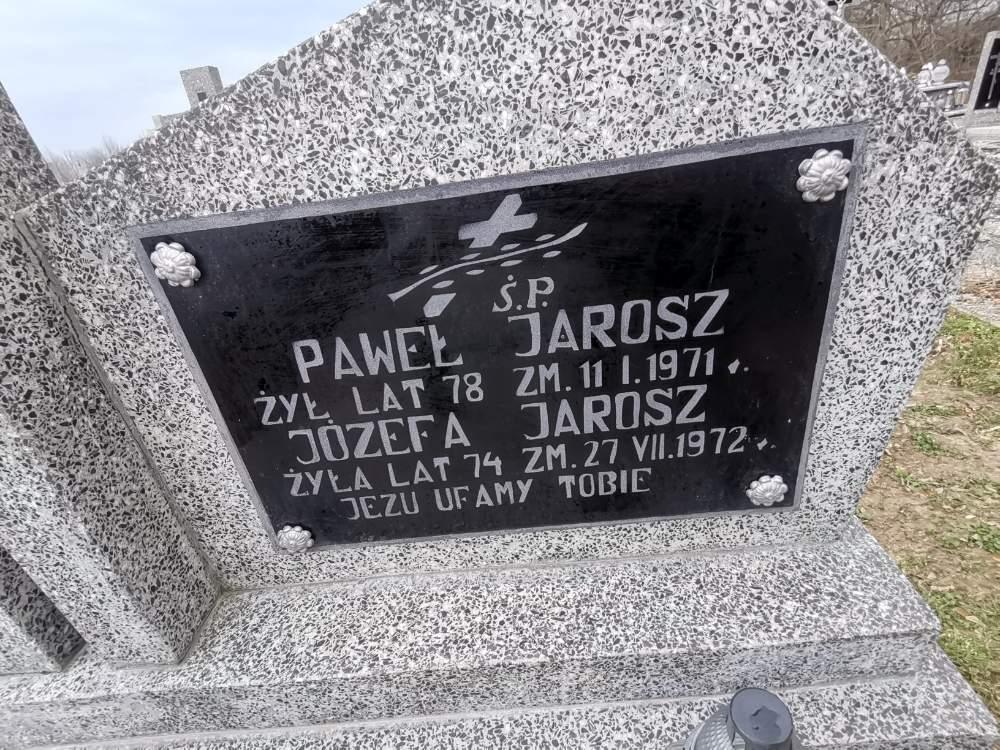 Ś.P.
PAWEŁ JAROSZ
ŻYŁ LAT 78 ZM. 11 I.1971 r.
JÓZEFA JAROSZ
ŻYŁA LAT 74 ZM. 27 VII.1972 r.
JEZU UFAMY TOBIE